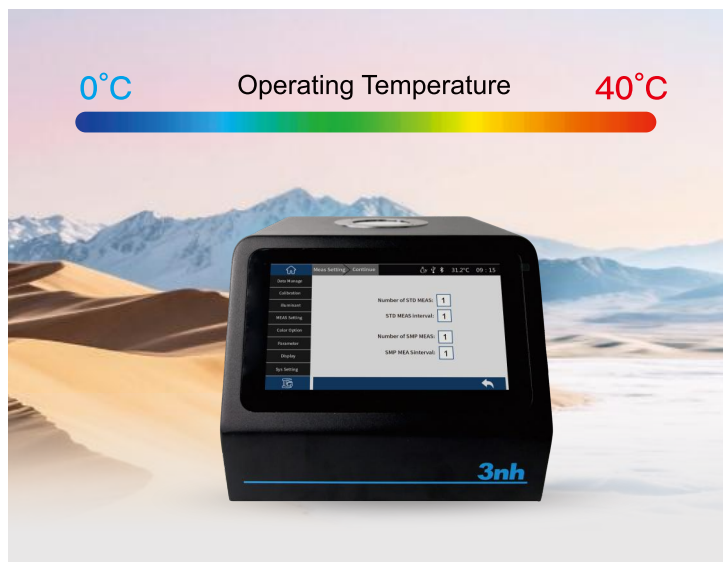 0°C Operating Temperature 40°C
Meas Setting Continue 31.2°C 09 : 15
Data Manage
Calibration
Illuminant
MEAS Setting
Color Option
Parameter
Display
Sys Setting
Number of STD MEAS: 1
STD MEAS interval: 1
Number of SMP MEAS: 1
SMP MEA Sinterval: 1
3nh